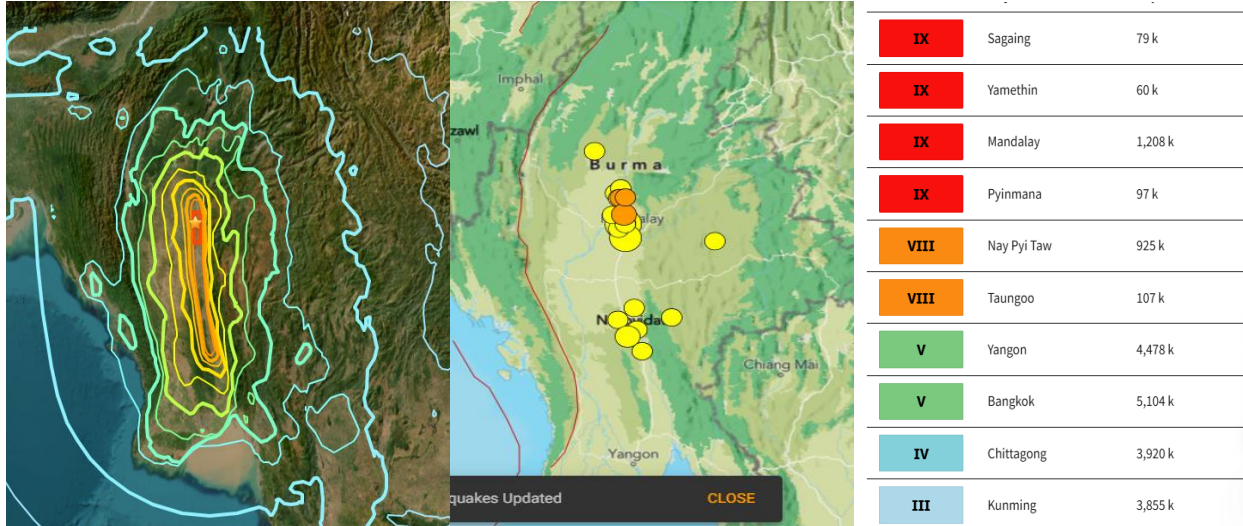 Imphal
zawl
Burma
alay
N
yida
Chiang Mai
Yangon
quakes Updated CLOSE
IX Sagaing 79 k
IX Yamethin 60 k
IX Mandalay 1,208 k
IX Pyinmana 97 k
VIII Nay Pyi Taw 925 k
VIII Taungoo 107 k
V Yangon 4,478 k
V Bangkok 5,104 k
IV Chittagong 3,920 k
III Kunming 3,855 k